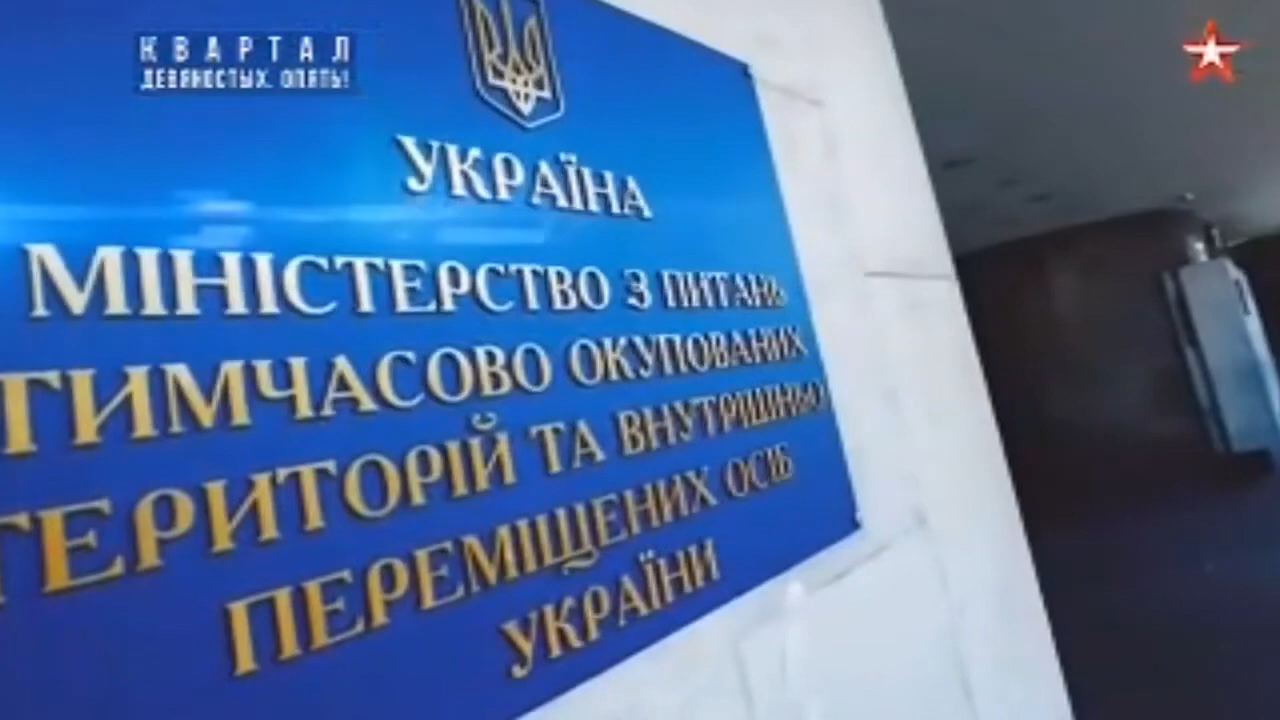 КВАРТАЛ
ДЕВЯНОСТЫХ. ОПЯТЬ!
УКРАЇНА
МІНІСТЕРСТВО З ПИТАНЬ
ТИМЧАСОВО ОКУПОВАНИХ
ТЕРИТОРІЙ ТА ВНУТРІШНЬО
ПЕРЕМІЩЕНИХ ОСІБ
УКРАЇНИ